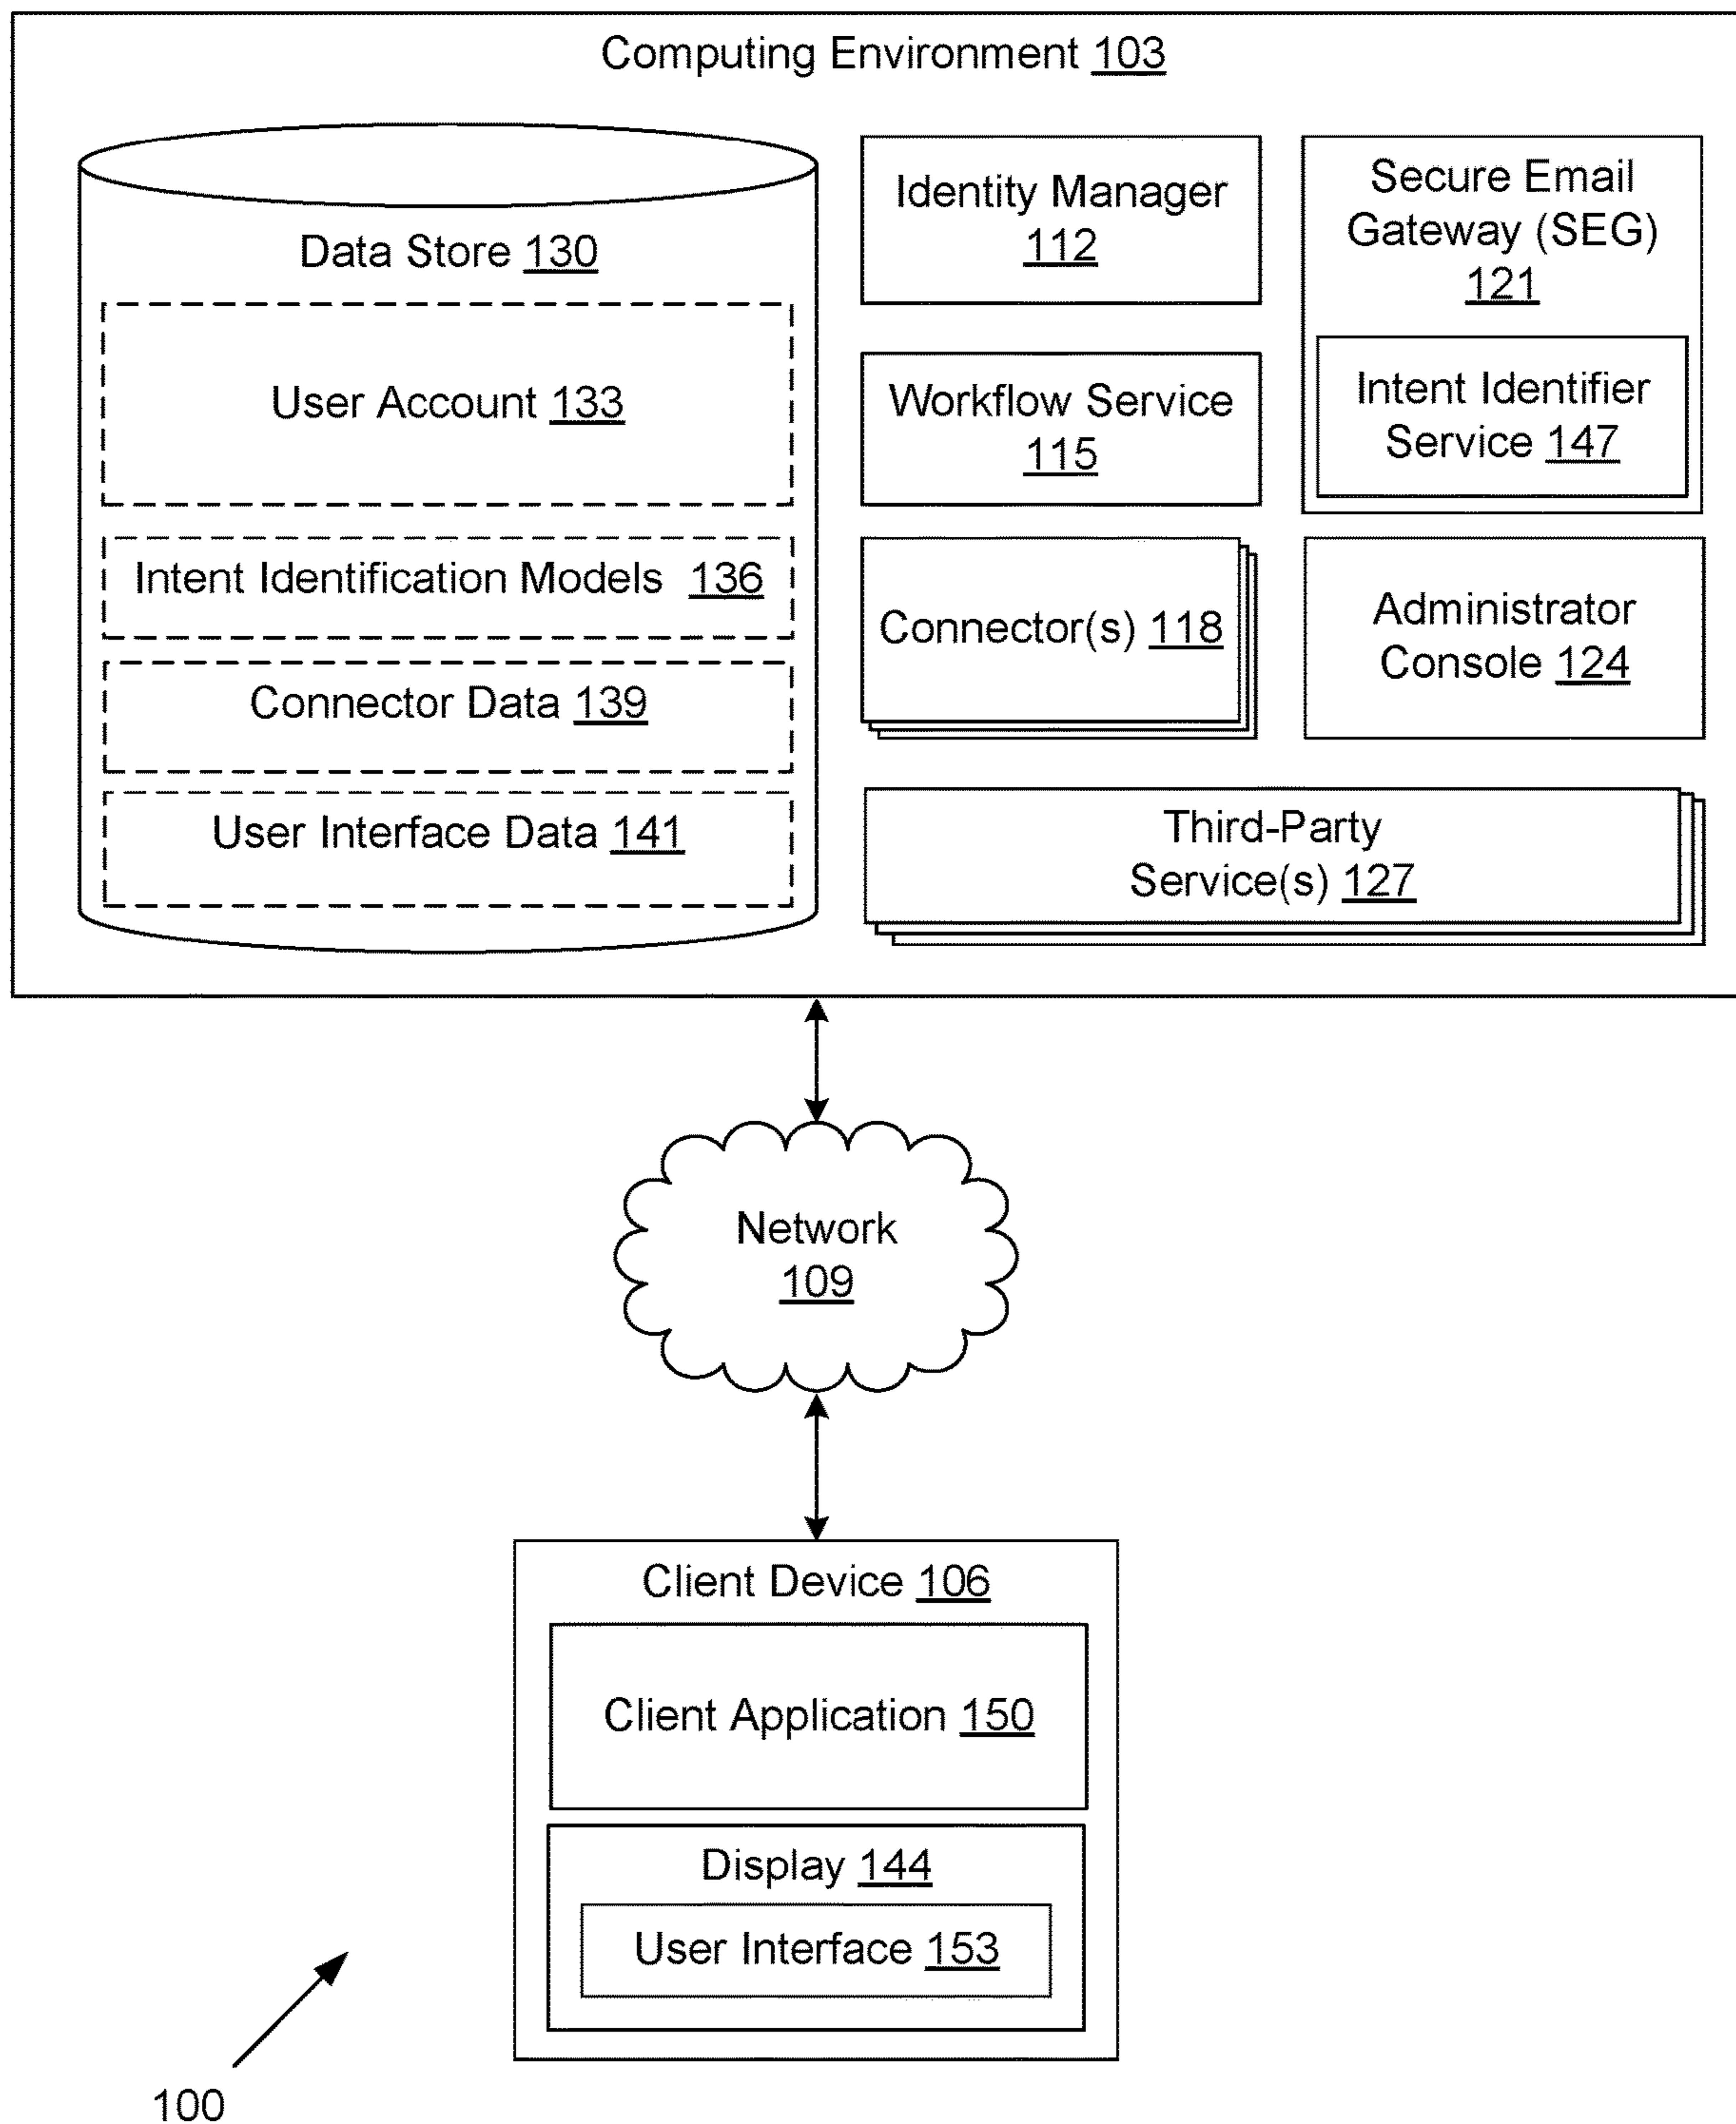 Computing Environment 103
Data Store 130
User Account 133
Intent Identification Models 136
Connector Data 139
User Interface Data 141
Identity Manager
112
Workflow Service
115
Connector(s) 118
Secure Email
Gateway (SEG)
121
Intent Identifier
Service 147
Administrator
Console 124
Third-Party
Service(s) 127
Network
109
Client Device 106
Client Application 150
Display 144
User Interface 153
100